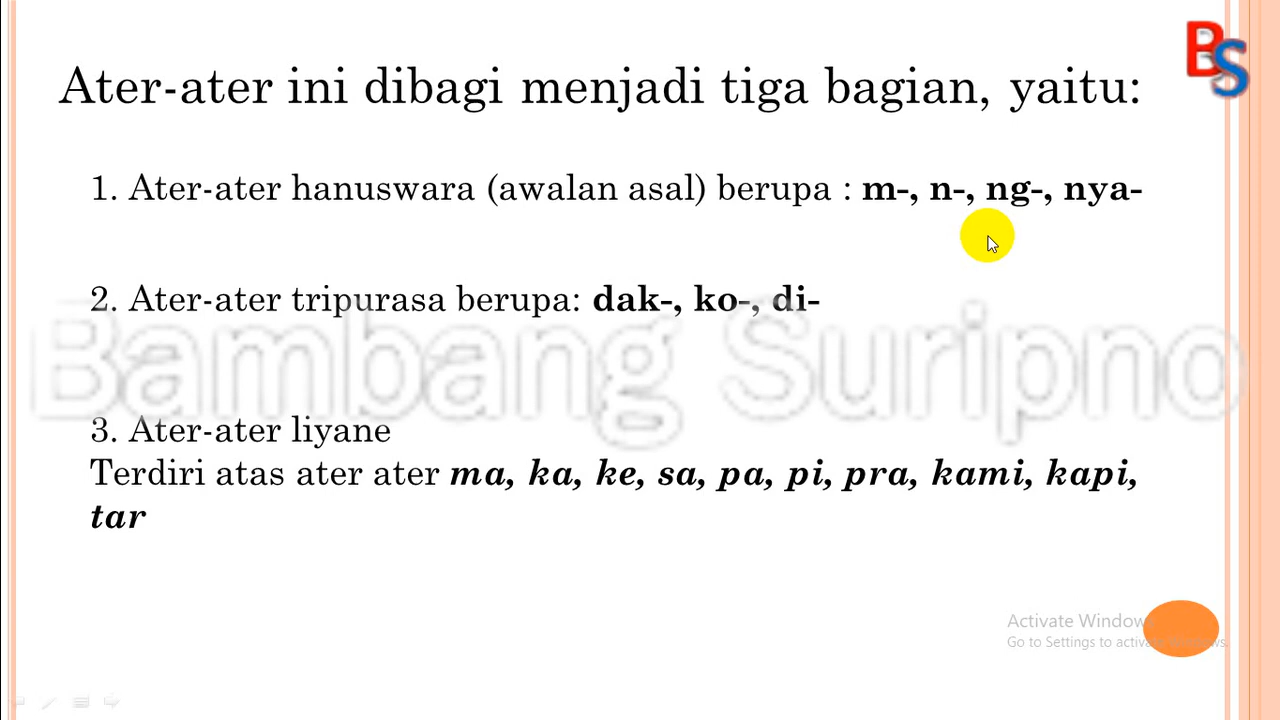 Ater-ater ini dibagi menjadi tiga bagian, yaitu:
BS
1. Ater-ater hanuswara (awalan asal) berupa : m-, n-, ng-, nya-
2. Ater-ater tripurasa berupa: dak-, ko-, di-
Bambang Suripno
3. Ater-ater liyane
Terdiri atas ater ater ma, ka, ke, sa, pa, pi, pra, kami, kapi,
tar
Activate Windows
Go to Settings to activate Windows.